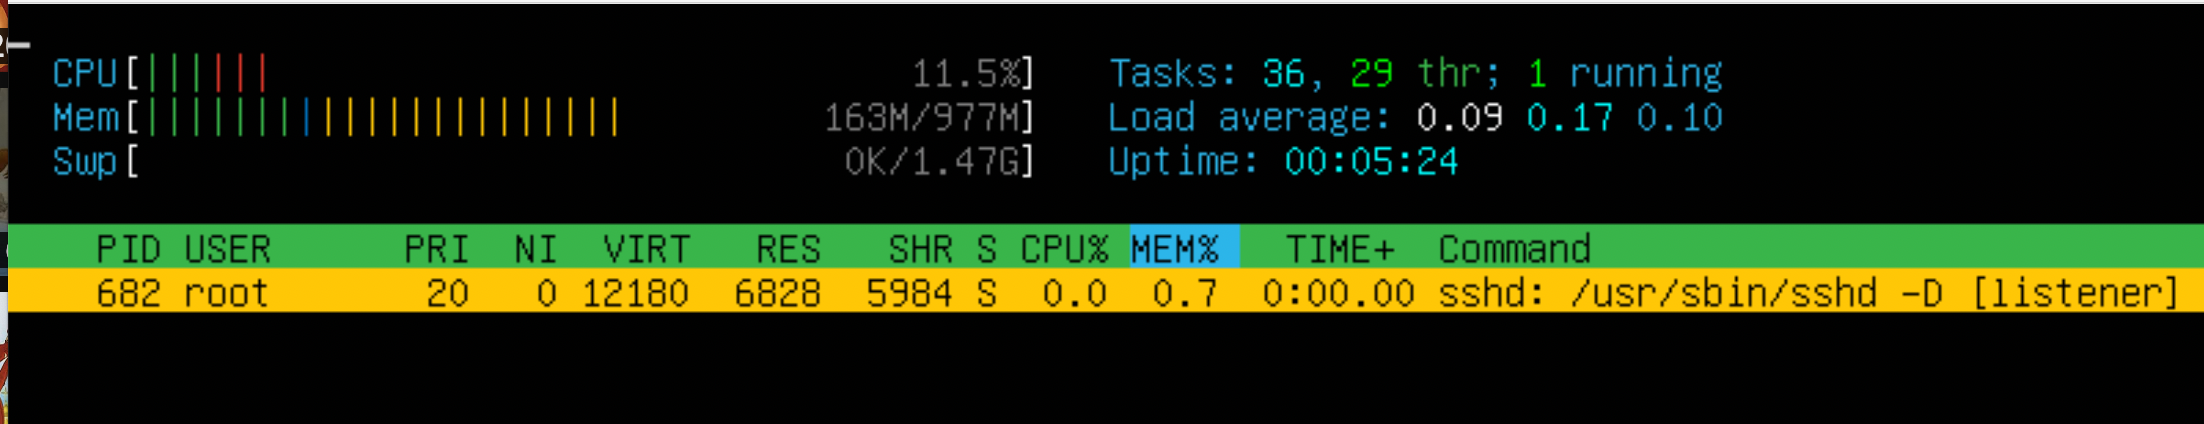 CPU[||||||                              11.5%]   Tasks: 36, 29 thr; 1 running
Mem[||||||||||||||||||||||         163M/977M]   Load average: 0.09 0.17 0.10
Swp[                                0K/1.47G]   Uptime: 00:05:24
PID USER      PRI  NI  VIRT   RES   SHR S CPU% MEM%   TIME+  Command
682 root       20   0 12180  6828  5984 S  0.0  0.7  0:00.00 sshd: /usr/sbin/sshd -D [listener]